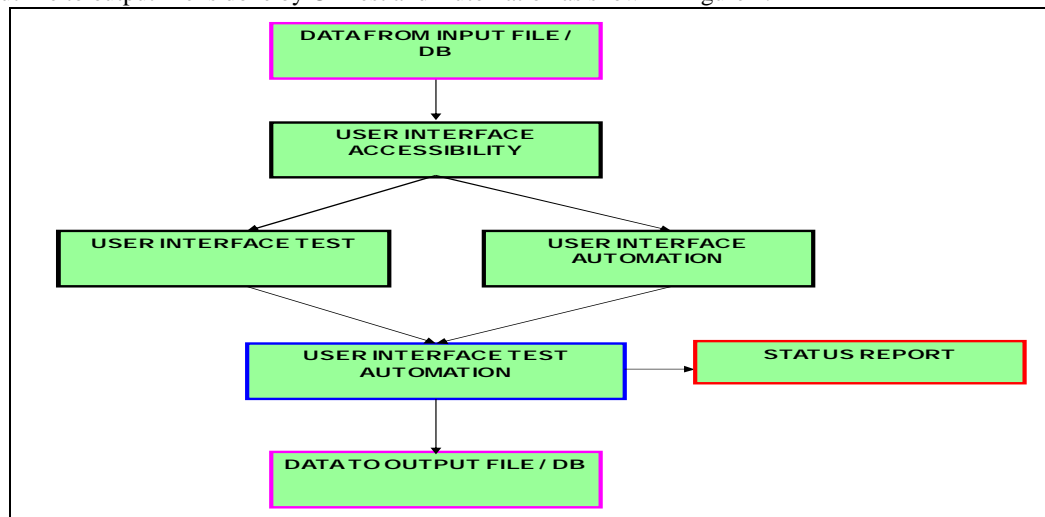 DATA FROM INPUT FILE /
DB
USER INTERFACE
ACCESSIBILITY
USER INTERFACE TEST
USER INTERFACE
AUTOMATION
USER INTERFACE TEST
AUTOMATION
STATUS REPORT
DATA TO OUTPUT FILE / DB